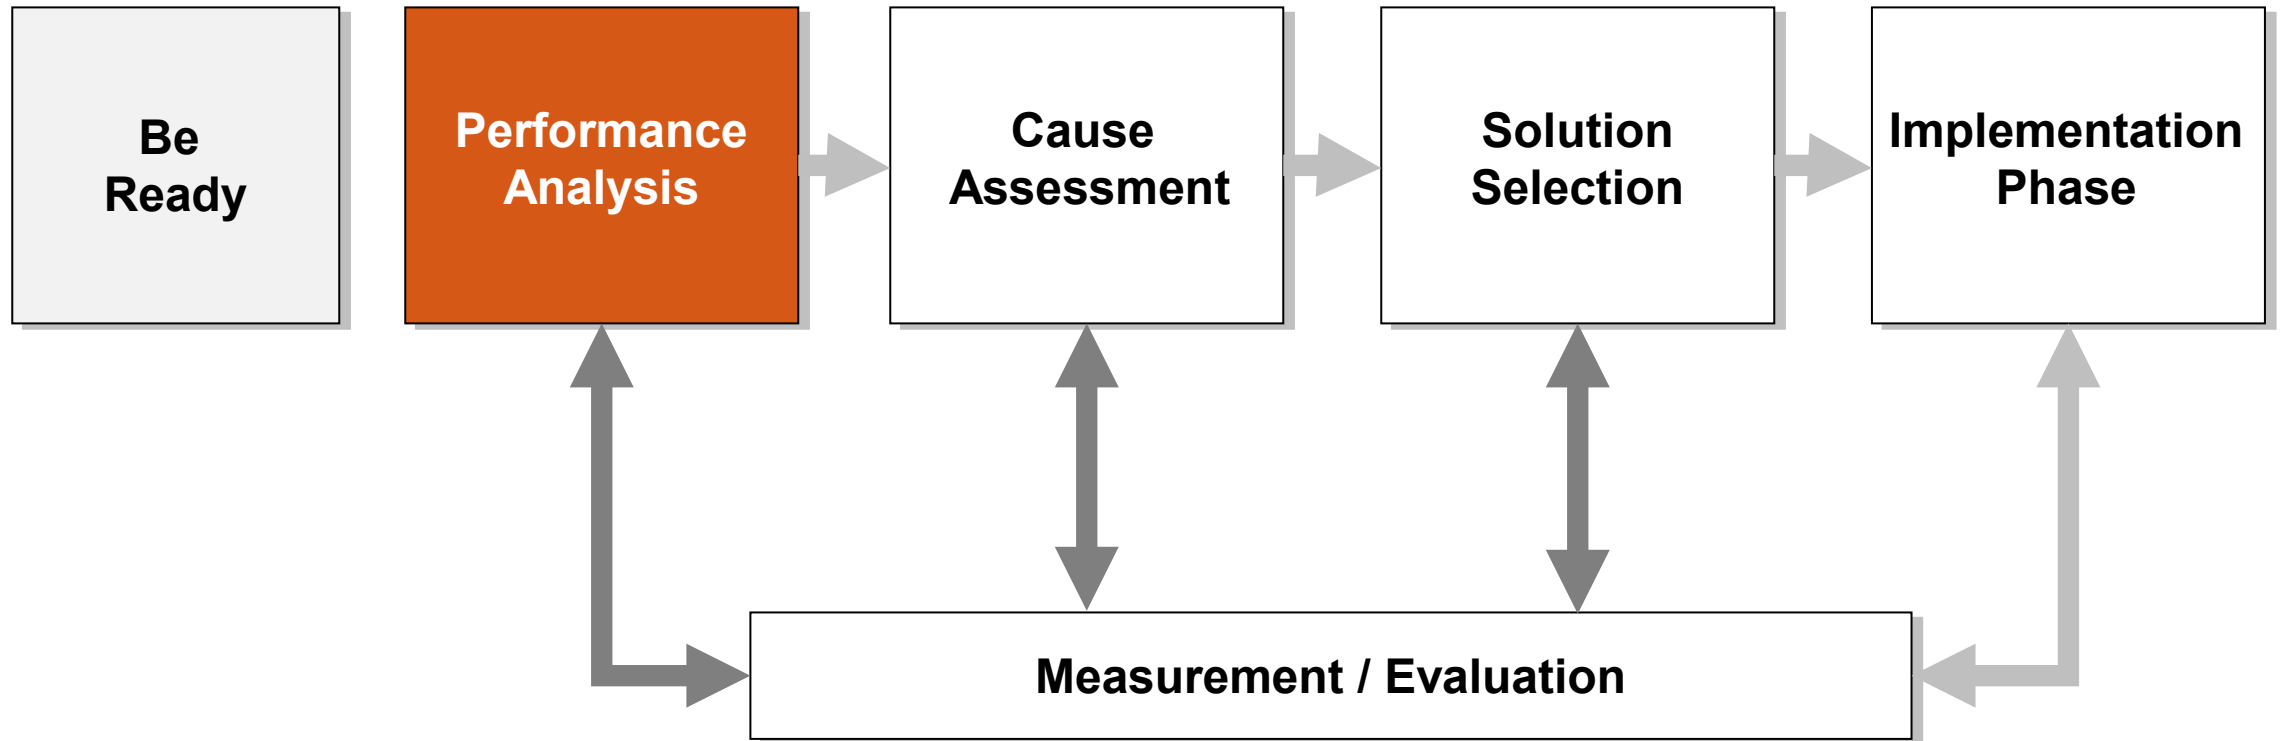 Be
Ready
Performance
Analysis
Cause
Assessment
Solution
Selection
Implementation
Phase
Measurement / Evaluation